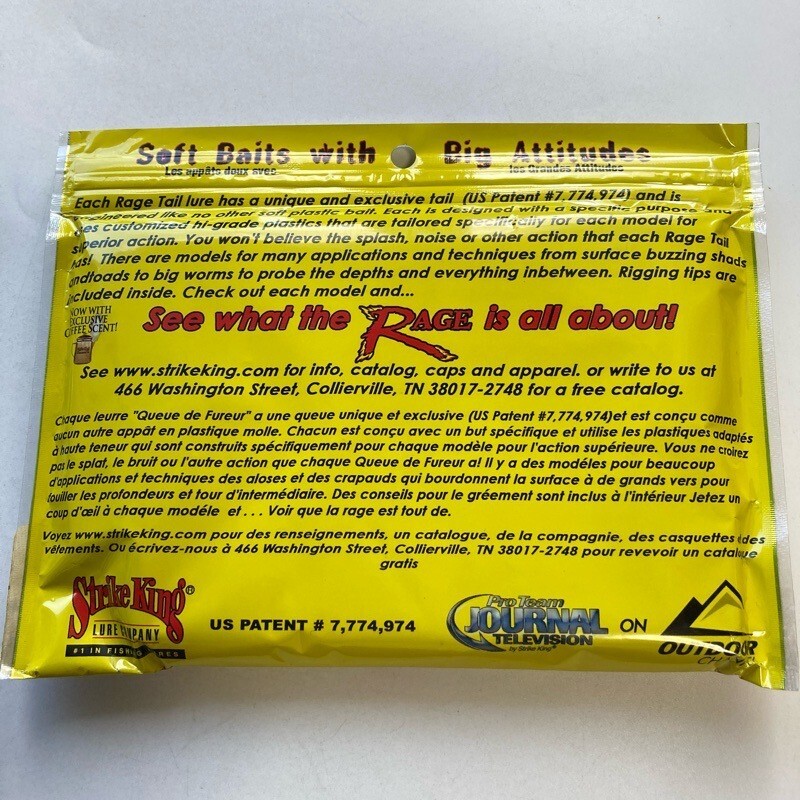 Soft Baits with Big Attitudes
Les appâts doux avec les Grandes Attitudes
Each Rage Tail lure has a unique and exclusive tail (US Patent #7,774,974) and is
engineered like no other soft plastic bait. Each is designed with a specific purpose and
customized hi-grade plastics that are tailored specifically for each model for
superior action. You won't believe the splash, noise or other action that each Rage Tail
has! There are models for many applications and techniques from surface buzzing shads
andtoads to big worms to probe the depths and everything inbetween. Rigging tips are
included inside. Check out each model and...
NOW WITH
EXCLUSIVE
COFFEE SCENT!
See what the RAGE is all about!
See www.strikeking.com for info, catalog, caps and apparel. or write to us at
466 Washington Street, Collierville, TN 38017-2748 for a free catalog.
Chaque leurre "Queue de Fureur" a une queue unique et exclusive (US Patent #7,774,974)et est conçu comme
aucun autre appât en plastique molle. Chacun est conçu avec un but spécifique et utilise les plastiques adaptés
à haute teneur qui sont construits spécifiquement pour chaque modèle pour l'action supérieure. Vous ne croirez
pas le splat, le bruit ou l'autre action que chaque Queue de Fureur a! Il y a des modéles pour beaucoup
d'applications et techniques des aloses et des crapauds qui bourdonnent la surface à de grands vers pour
fouiller les profondeurs et tour d'intermédiaire. Des conseils pour le gréement sont inclus à l'intérieur Jetez un
coup d'œil à chaque modéle et . . . Voir que la rage est tout de.
Voyez www.strikeking.com pour des renseignements, un catalogue, de la compagnie, des casquettes des
vêtements. Ou écrivez-nous à 466 Washington Street, Collierville, TN 38017-2748 pour revevoir un catalogue
gratis
Strike King®
LURE COMPANY
#1 IN FISHING LURES
US PATENT # 7,774,974
Pro Team
JOURNAL
TELEVISION
by Strike King®
ON
OUTDOOR
CHANNEL